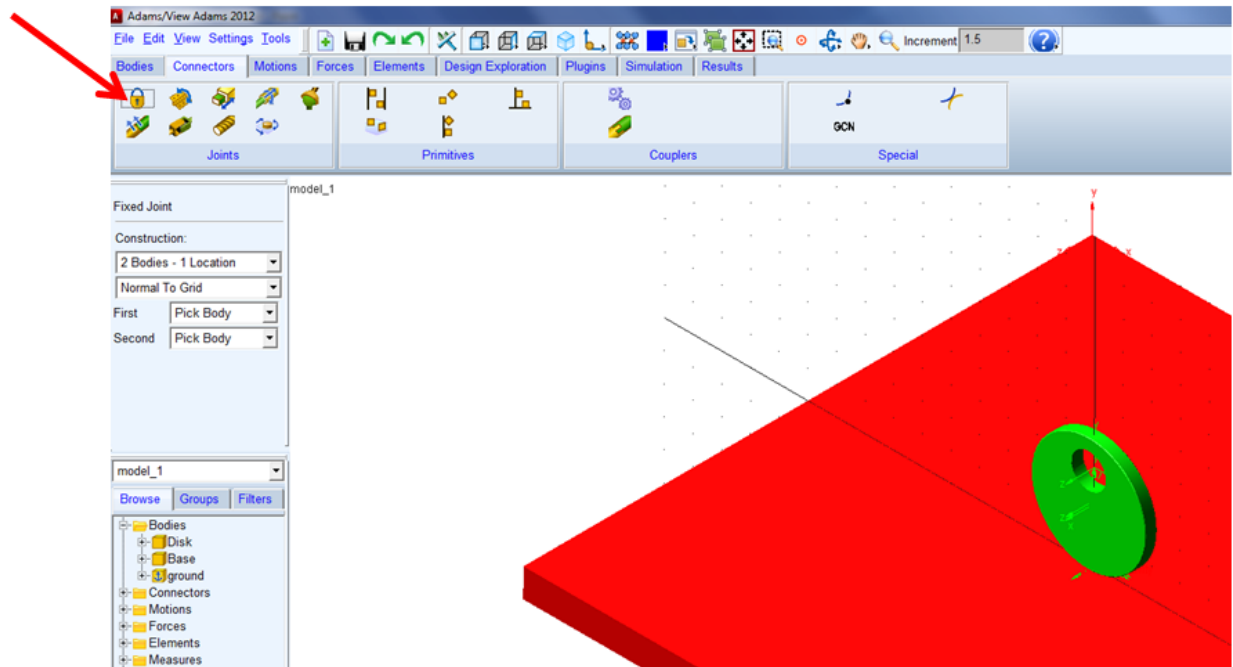 Adams/View Adams 2012
File Edit View Settings Tools Increment 1.5 ?
Bodies Connectors Motions Forces Elements Design Exploration Plugins Simulation Results
GCN
Joints Primitives Couplers Special
model_1
Fixed Joint
Construction:
2 Bodies - 1 Location
Normal To Grid
First Pick Body
Second Pick Body
model_1
Browse Groups Filters
Bodies
Disk
Base
ground
Connectors
Motions
Forces
Elements
Measures
y
z x
z
z
x